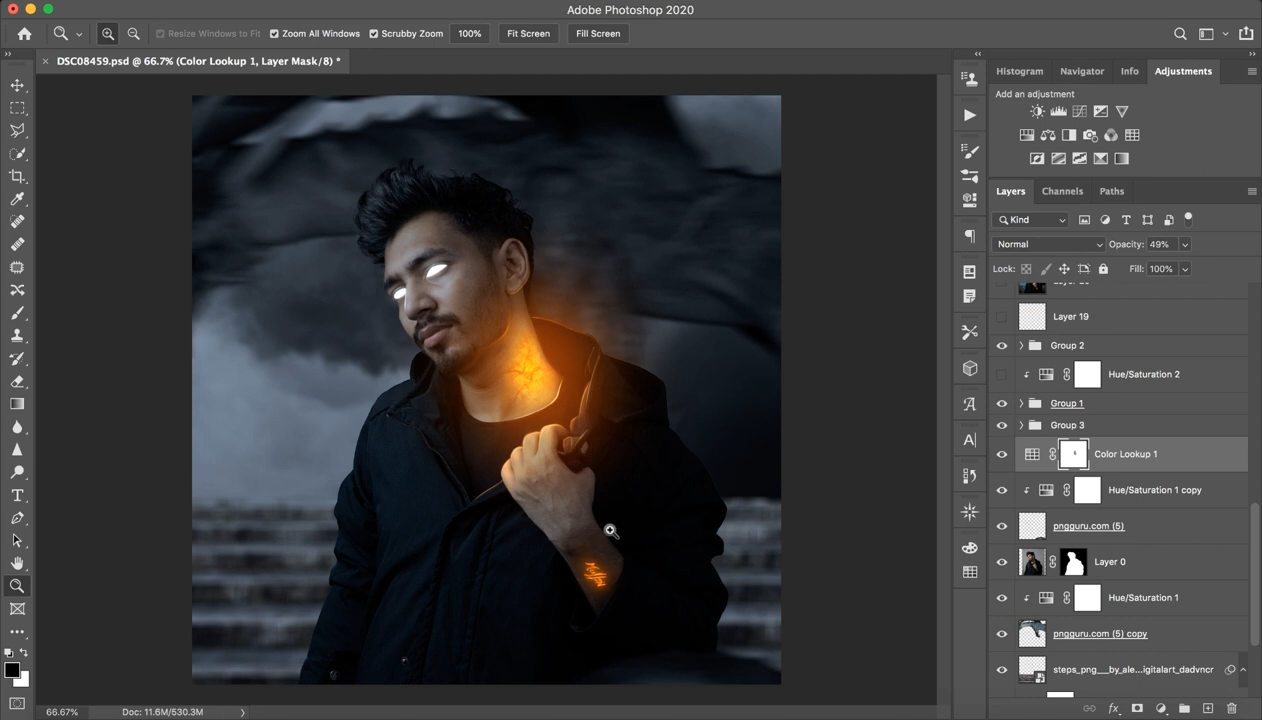 Adobe Photoshop 2020
Resize Windows to Fit Zoom All Windows Scrubby Zoom 100% Fit Screen Fill Screen
DSC08459.psd @ 66.7% (Color Lookup 1, Layer Mask/8) *
Histogram Navigator Info Adjustments
Add an adjustment
Layers Channels Paths
Kind
Normal Opacity: 49%
Lock: Fill: 100%
Layer 19
Group 2
Hue/Saturation 2
Group 1
Group 3
Color Lookup 1
Hue/Saturation 1 copy
pngguru.com (5)
Layer 0
Hue/Saturation 1
pngguru.com (5) copy
steps_png__by_ale...igitalart_dadvncr
66.67% Doc: 11.6M/530.3M